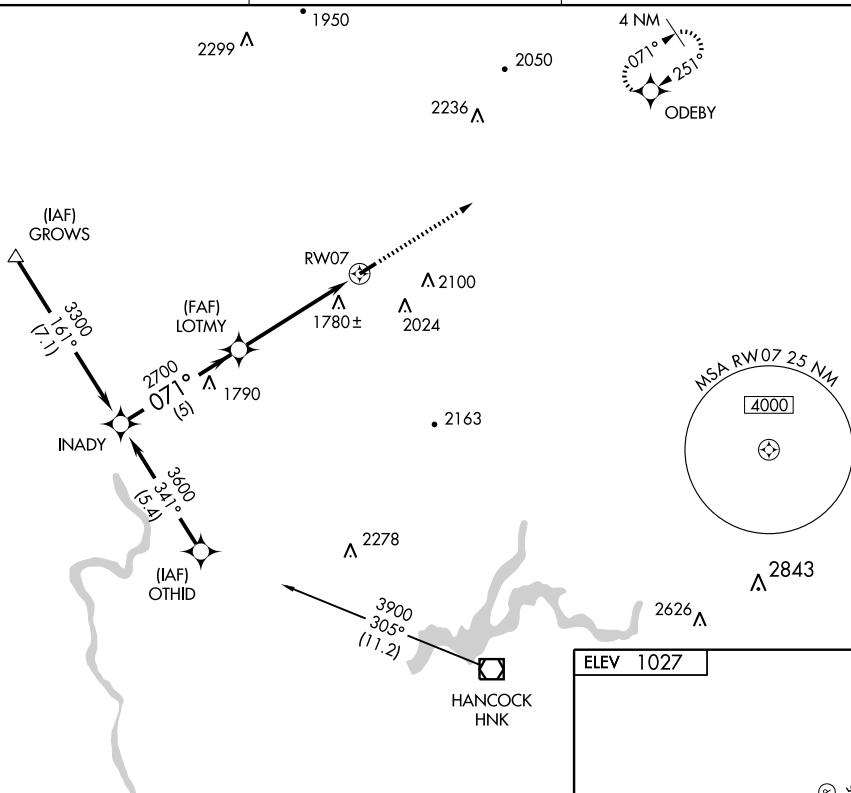 1950
2299
2050
4 NM
071°
251°
ODEBY
2236
(IAF)
GROWS
RW07
2100
(FAF)
LOTMY
3300
161°
(7.1)
1780±
2024
2700
071°
(5)
1790
MSA RW07 25 NM
4000
INADY
2163
3600
341°
(5.4)
(IAF)
OTHID
2278
2843
3900
305°
(11.2)
2626
ELEV 1027
HANCOCK
HNK